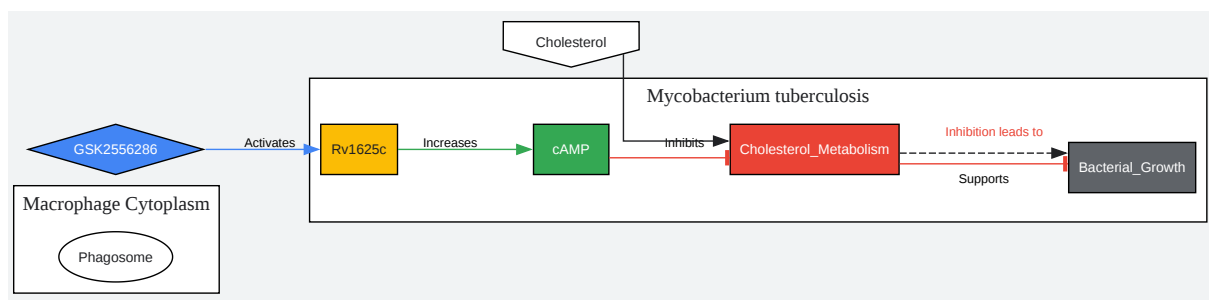 Cholesterol
Mycobacterium tuberculosis
GSK2556286
Activates
Rv1625c
Increases
cAMP
Inhibits
Cholesterol_Metabolism
Inhibition leads to
Supports
Bacterial_Growth
Macrophage Cytoplasm
Phagosome